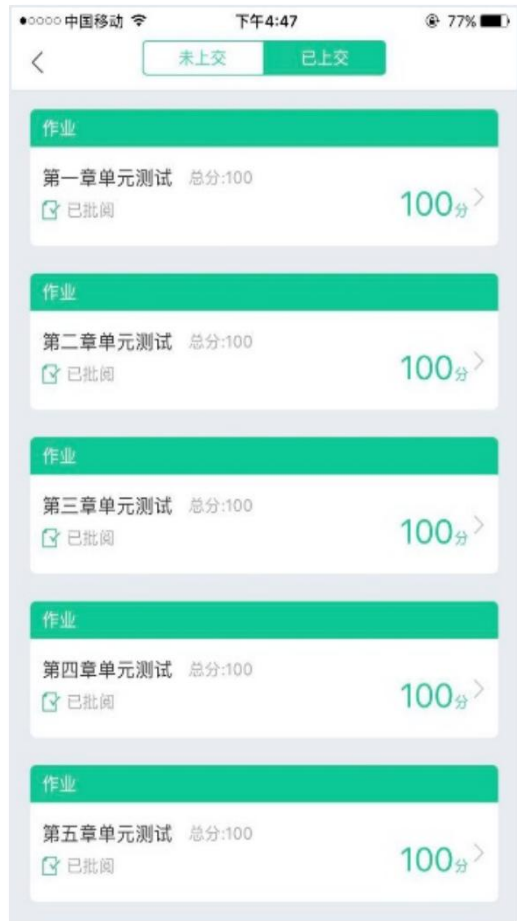 中国移动 下午4:47 77%
未上交 已上交
作业
第一章单元测试 总分:100
已批阅 100分
作业
第二章单元测试 总分:100
已批阅 100分
作业
第三章单元测试 总分:100
已批阅 100分
作业
第四章单元测试 总分:100
已批阅 100分
作业
第五章单元测试 总分:100
已批阅 100分